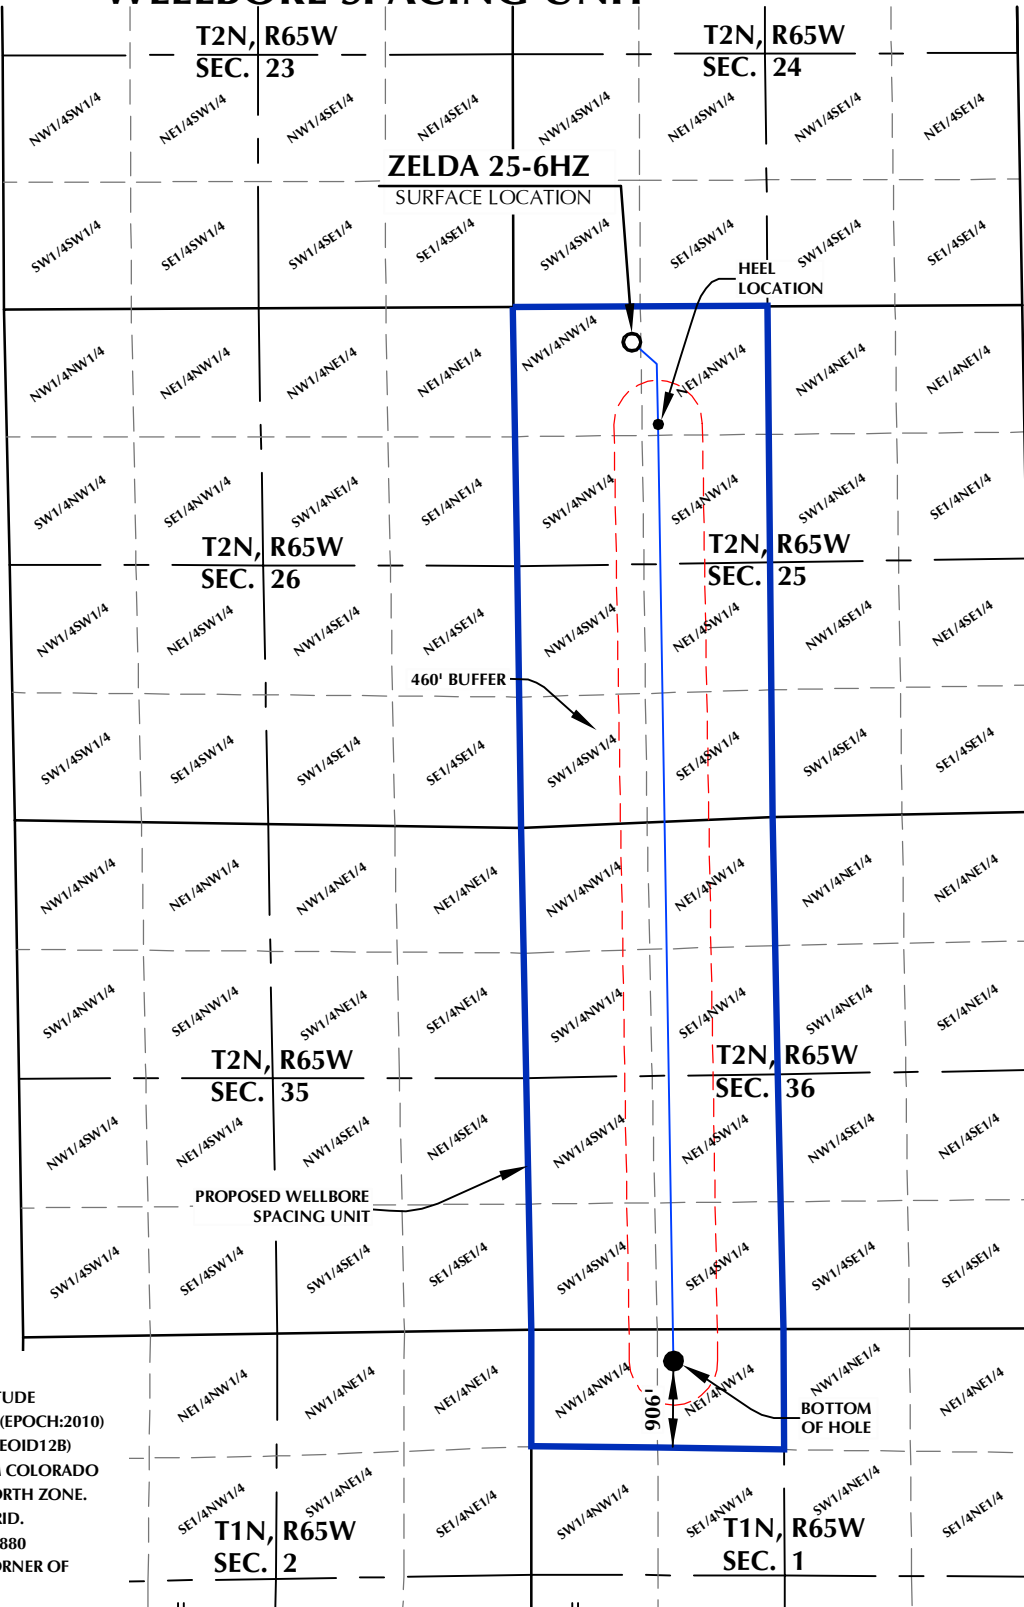 WELLBORE SPACING UNIT
T2N, R65W
SEC. 23
T2N, R65W
SEC. 24
NW1/4SW1/4
NE1/4SW1/4
NW1/4SE1/4
NE1/4SE1/4
NW1/4SW1/4
NE1/4SW1/4
NW1/4SE1/4
NE1/4SE1/4
ZELDA 25-6HZ
SURFACE LOCATION
SW1/4SW1/4
SE1/4SW1/4
SW1/4SE1/4
SE1/4SE1/4
SW1/4SW1/4
SE1/4SW1/4
SW1/4SE1/4
SE1/4SE1/4
HEEL
LOCATION
NW1/4NW1/4
NE1/4NW1/4
NW1/4NE1/4
NE1/4NE1/4
NW1/4NW1/4
NE1/4NW1/4
NW1/4NE1/4
NE1/4NE1/4
SW1/4NW1/4
SE1/4NW1/4
SW1/4NE1/4
SE1/4NE1/4
SW1/4NW1/4
SE1/4NW1/4
SW1/4NE1/4
SE1/4NE1/4
T2N, R65W
SEC. 26
T2N, R65W
SEC. 25
NW1/4SW1/4
NE1/4SW1/4
NW1/4SE1/4
NE1/4SE1/4
NW1/4SW1/4
NE1/4SW1/4
NW1/4SE1/4
NE1/4SE1/4
460' BUFFER
SW1/4SW1/4
SE1/4SW1/4
SW1/4SE1/4
SE1/4SE1/4
SW1/4SW1/4
SE1/4SW1/4
SW1/4SE1/4
SE1/4SE1/4
NW1/4NW1/4
NE1/4NW1/4
NW1/4NE1/4
NE1/4NE1/4
NW1/4NW1/4
NE1/4NW1/4
NW1/4NE1/4
NE1/4NE1/4
SW1/4NW1/4
SE1/4NW1/4
SW1/4NE1/4
SE1/4NE1/4
SW1/4NW1/4
SE1/4NW1/4
SW1/4NE1/4
SE1/4NE1/4
T2N, R65W
SEC. 35
T2N, R65W
SEC. 36
NW1/4SW1/4
NE1/4SW1/4
NW1/4SE1/4
NE1/4SE1/4
NW1/4SW1/4
NE1/4SW1/4
NW1/4SE1/4
NE1/4SE1/4
PROPOSED WELLBORE
SPACING UNIT
SW1/4SW1/4
SE1/4SW1/4
SW1/4SE1/4
SE1/4SE1/4
SW1/4SW1/4
SE1/4SW1/4
SW1/4SE1/4
SE1/4SE1/4
NE1/4NW1/4
NW1/4NE1/4
NE1/4NE1/4
NW1/4NW1/4
NE1/4NW1/4
NW1/4NE1/4
NE1/4NE1/4
906'
BOTTOM
OF HOLE
TUDE
(EPOCH:2010)
EOID12B)
COLORADO
ORTH ZONE.
RID.
880
ORNER OF
SE1/4NW1/4
SW1/4NE1/4
SE1/4NE1/4
SW1/4NW1/4
SE1/4NW1/4
SW1/4NE1/4
SE1/4NE1/4
T1N, R65W
SEC. 2
T1N, R65W
SEC. 1